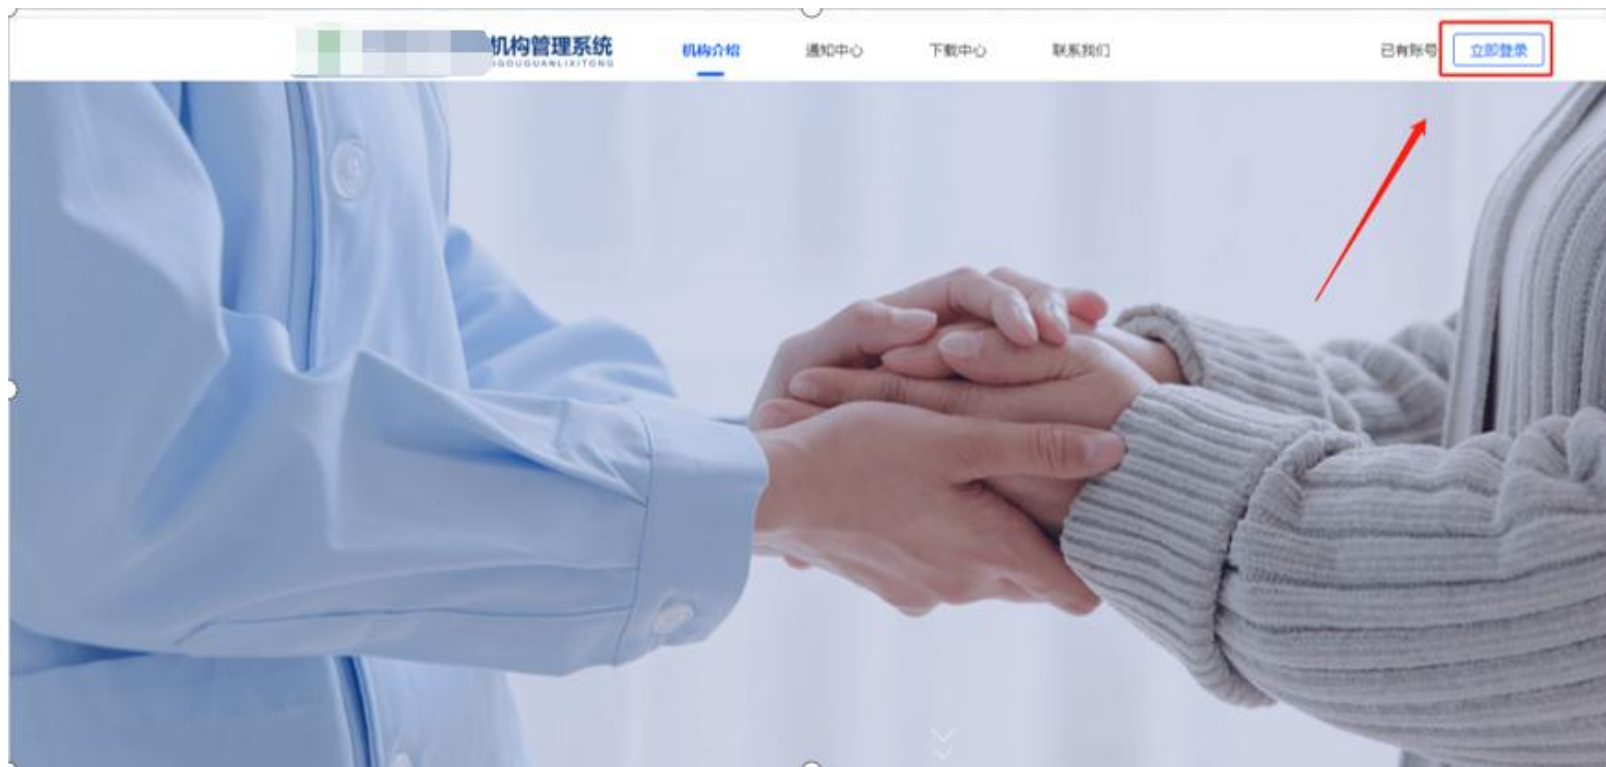 机构管理系统
机构介绍
通知中心
下载中心
联系我们
已有账号
立即登录